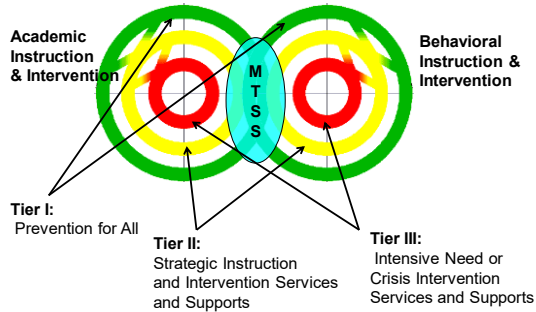 Academic
Instruction
& Intervention
Behavioral
Instruction &
Intervention
M
T
S
S
Tier I:
Prevention for All
Tier II:
Strategic Instruction
and Intervention Services
and Supports
Tier III:
Intensive Need or
Crisis Intervention
Services and Supports